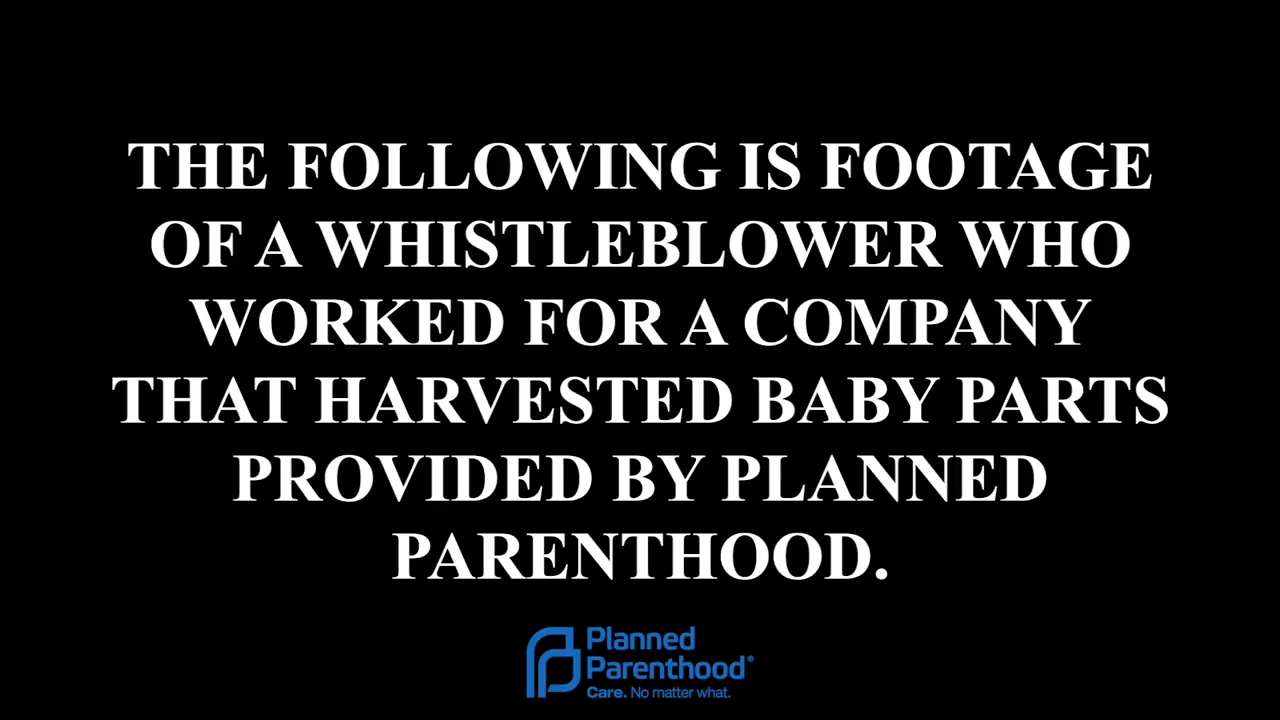 THE FOLLOWING IS FOOTAGE
OF A WHISTLEBLOWER WHO
WORKED FOR A COMPANY
THAT HARVESTED BABY PARTS
PROVIDED BY PLANNED
PARENTHOOD.
Planned
Parenthood®
Care. No matter what.